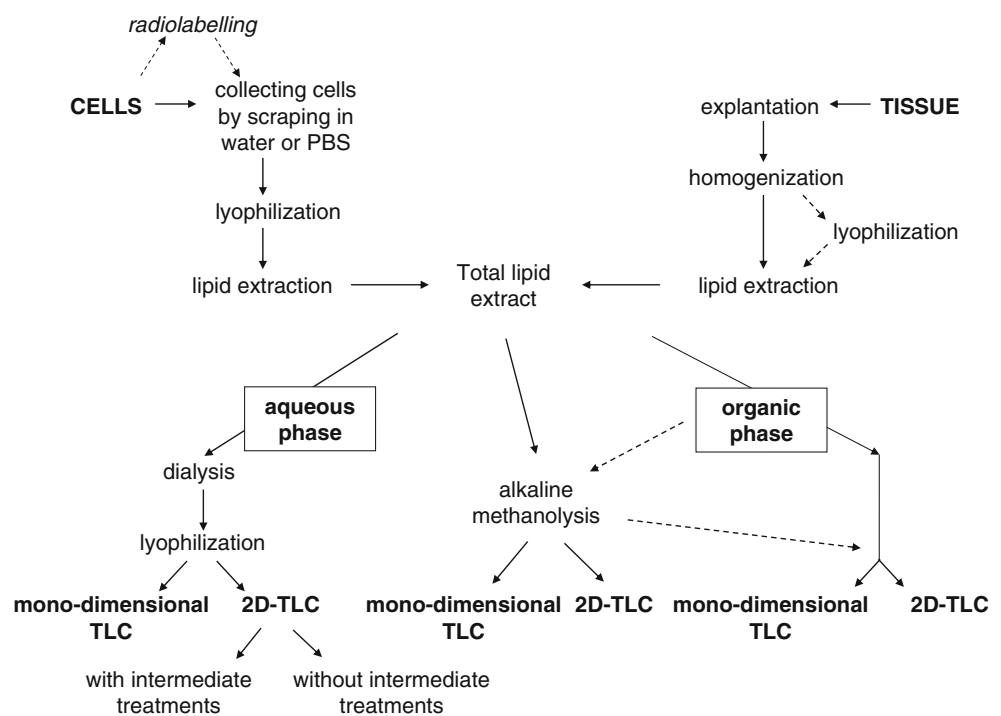 radiolabelling
CELLS
collecting cells
by scraping in
water or PBS
explantation
TISSUE
homogenization
lyophilization
lyophilization
lipid extraction
Total lipid
extract
lipid extraction
aqueous
phase
organic
phase
dialysis
alkaline
methanolysis
lyophilization
mono-dimensional
TLC
2D-TLC
mono-dimensional
TLC
2D-TLC
mono-dimensional
TLC
2D-TLC
with intermediate
treatments
without intermediate
treatments